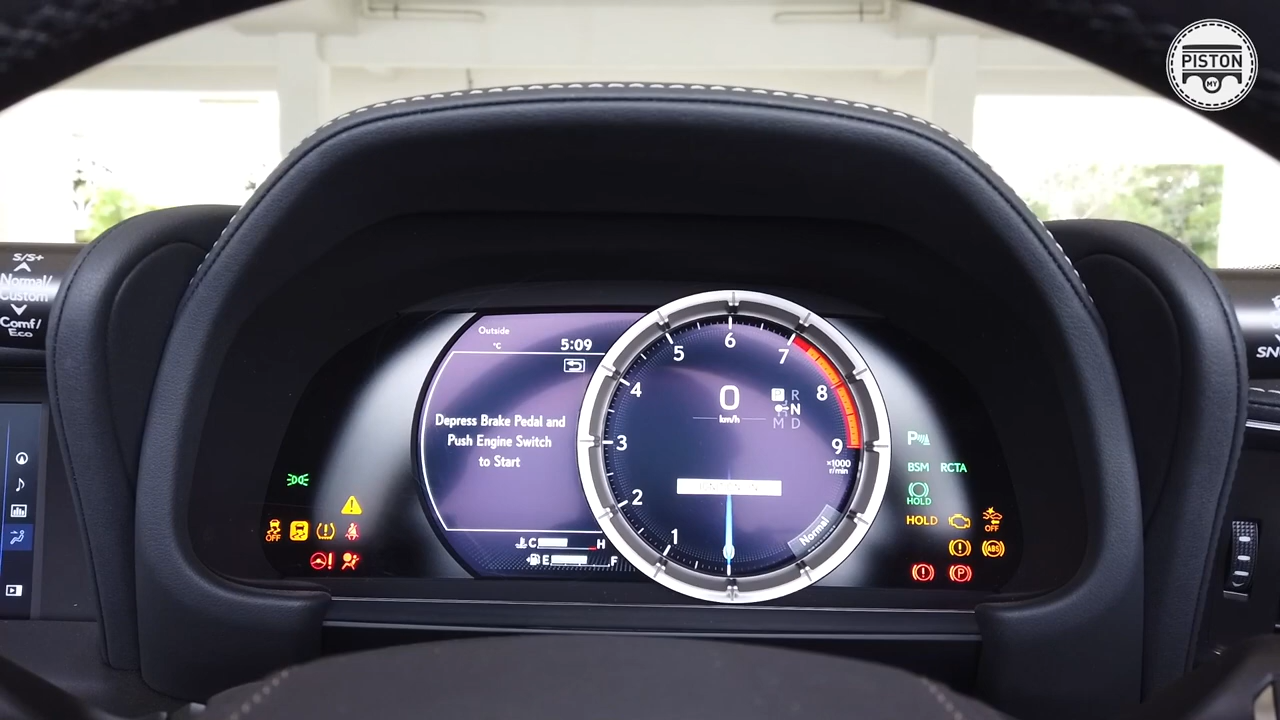 PISTON
MY
S/S+
Normal/
Custom
Comf/
Eco
Outside
°C
5:09
Depress Brake Pedal and
Push Engine Switch
to Start
C H
E F
1
2
3
4
5
6
7
8
9
x1000
r/min
0
km/h
P R
N
M D
Normal
OFF
P
BSM RCTA
HOLD
HOLD
OFF
ABS
P
SN